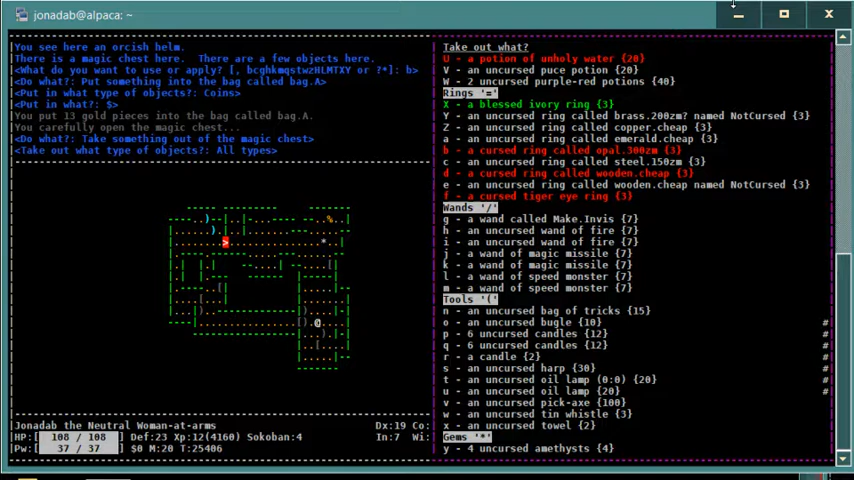 jonadab@alpaca: ~
You see here an orcish helm.
There is a magic chest here.  There are a few objects here.
<What do you want to use or apply? [, bcghkmqstwzHLMTXY or ?*]: b>
<Do what?: Put something into the bag called bag.A>
<Put in what type of objects?: Coins>
<Put in what?: $>
You put 13 gold pieces into the bag called bag.A.
You carefully open the magic chest...
<Do what?: Take something out of the magic chest>
<Take out what type of objects?: All types>
Jonadab the Neutral Woman-at-arms Dx:19 Co:
HP:[ 108 / 108 ] Def:23 Xp:12(4160) Sokoban:4 In:7 Wi:
Pw:[ 37 / 37 ] $0 M:20 T:25406
Take out what?
U - a potion of unholy water {20}
V - an uncursed puce potion {20}
W - 2 uncursed purple-red potions {40}
Rings '='
X - a blessed ivory ring {3}
Y - an uncursed ring called brass.200zm? named NotCursed {3}
Z - an uncursed ring called copper.cheap {3}
a - an uncursed ring called emerald.cheap {3}
b - a cursed ring called opal.300zm {3}
c - an uncursed ring called steel.150zm {3}
d - a cursed ring called wooden.cheap {3}
e - an uncursed ring called wooden.cheap named NotCursed {3}
f - a cursed tiger eye ring {3}
Wands '/'
g - a wand called Make.Invis {7}
h - an uncursed wand of fire {7}
i - an uncursed wand of fire {7}
j - a wand of magic missile {7}
k - a wand of magic missile {7}
l - a wand of speed monster {7}
m - a wand of speed monster {7}
Tools '('
n - an uncursed bag of tricks {15}
o - an uncursed bugle {10} #
p - 6 uncursed candles {12} #
q - 6 uncursed candles {12} #
r - a candle {2} #
s - an uncursed harp {30} #
t - an uncursed oil lamp (0:0) {20} #
u - an uncursed oil lamp {20} #
v - an uncursed pick-axe {100}
w - an uncursed tin whistle {3}
x - an uncursed towel {2}
Gems '*'
y - 4 uncursed amethysts {4}